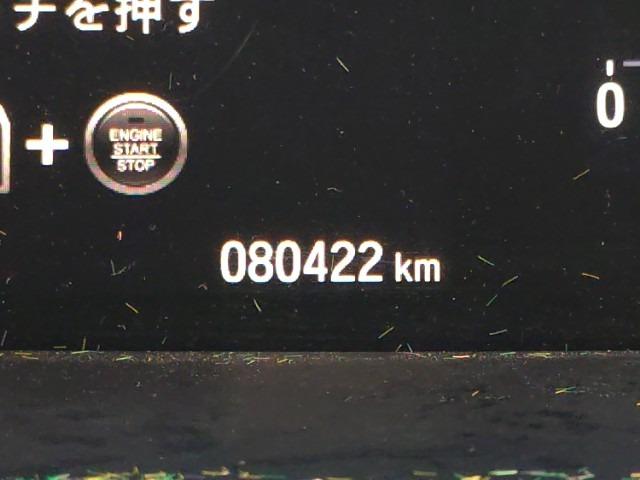 チを押す
+
ENGINE
START
STOP
0
080422 km